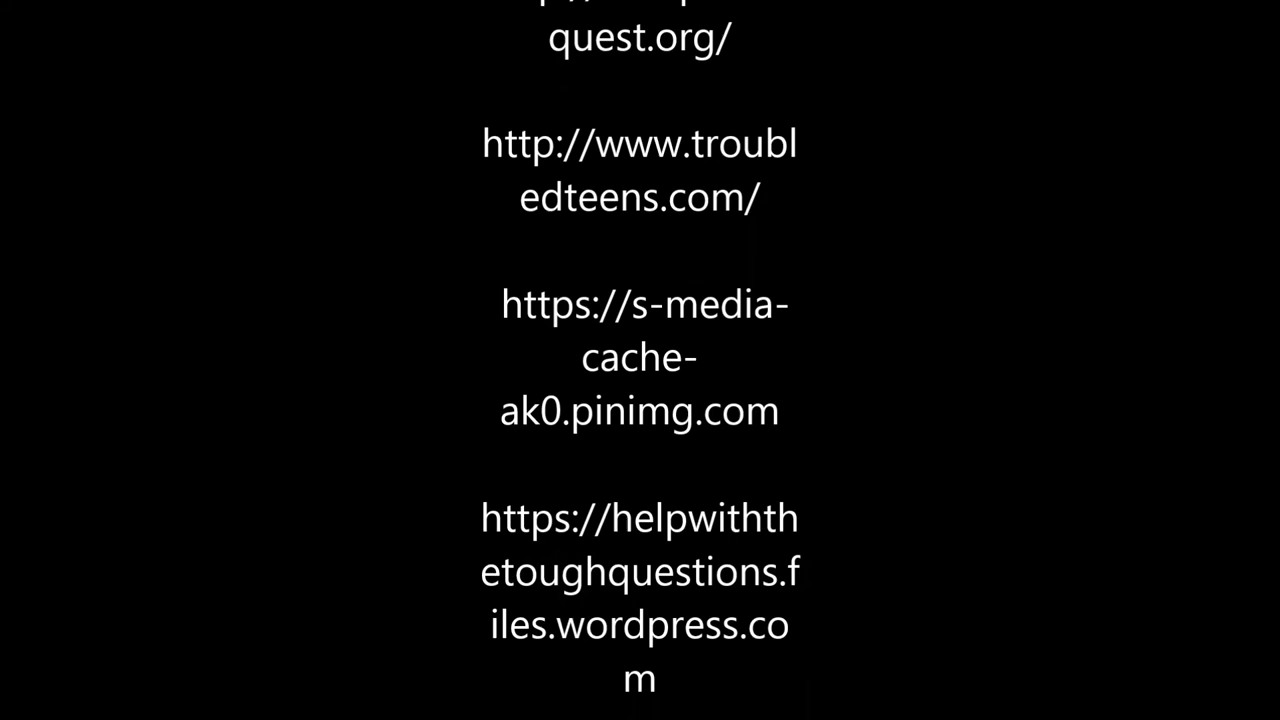 quest.org/
http://www.troubl
edteens.com/
https://s-media-
cache-
ak0.pinimg.com
https://helpwithth
etoughquestions.f
iles.wordpress.co
m